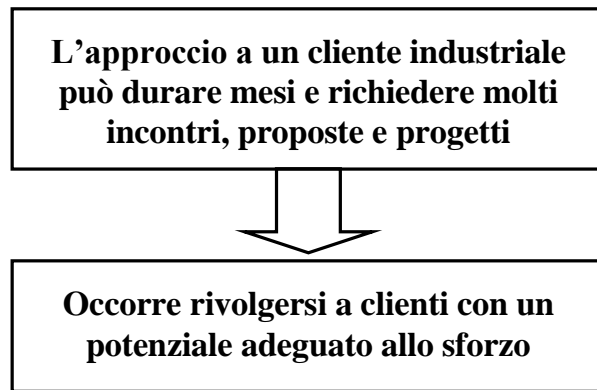 L’approccio a un cliente industriale
può durare mesi e richiedere molti
incontri, proposte e progetti
Occorre rivolgersi a clienti con un
potenziale adeguato allo sforzo